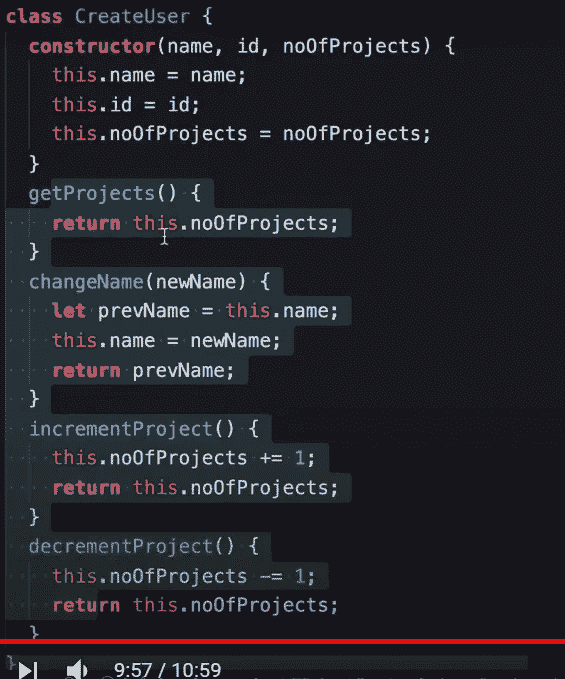 class CreateUser {
  constructor(name, id, noOfProjects) {
    this.name = name;
    this.id = id;
    this.noOfProjects = noOfProjects;
  }
  getProjects() {
    return this.noOfProjects;
  }
  changeName(newName) {
    let prevName = this.name;
    this.name = newName;
    return prevName;
  }
  incrementProject() {
    this.noOfProjects += 1;
    return this.noOfProjects;
  }
  decrementProject() {
    this.noOfProjects -= 1;
    return this.noOfProjects;
  }
}
9:57 / 10:59